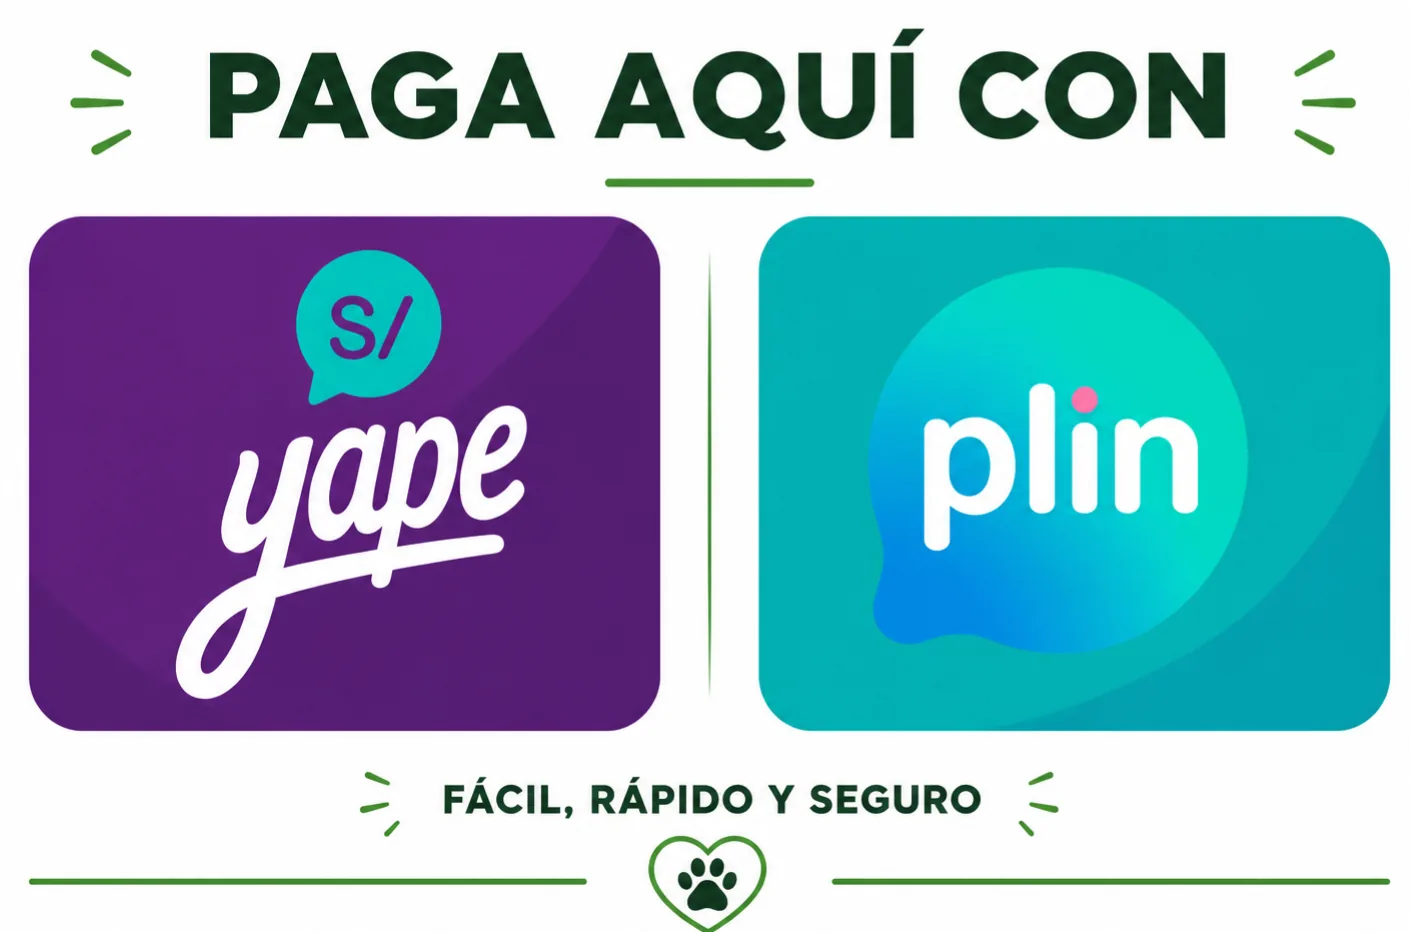 PAGA AQUÍ CON
S/
yape
plin
FÁCIL, RÁPIDO Y SEGURO